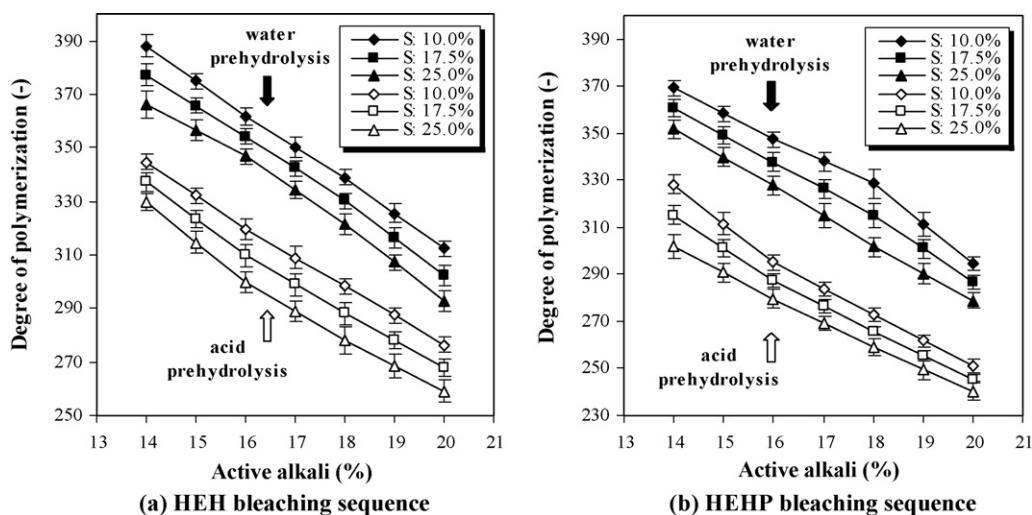 390
370
350
330
310
290
270
250
13
14
15
16
17
18
19
20
21
Degree of polymerization (-)
Active alkali (%)
water
prehydrolysis
acid
prehydrolysis
S: 10.0%
S: 17.5%
S: 25.0%
S: 10.0%
S: 17.5%
S: 25.0%
(a) HEH bleaching sequence
390
370
350
330
310
290
270
250
230
13
14
15
16
17
18
19
20
21
Degree of polymerization (-)
Active alkali (%)
water
prehydrolysis
acid
prehydrolysis
S: 10.0%
S: 17.5%
S: 25.0%
S: 10.0%
S: 17.5%
S: 25.0%
(b) HEHP bleaching sequence